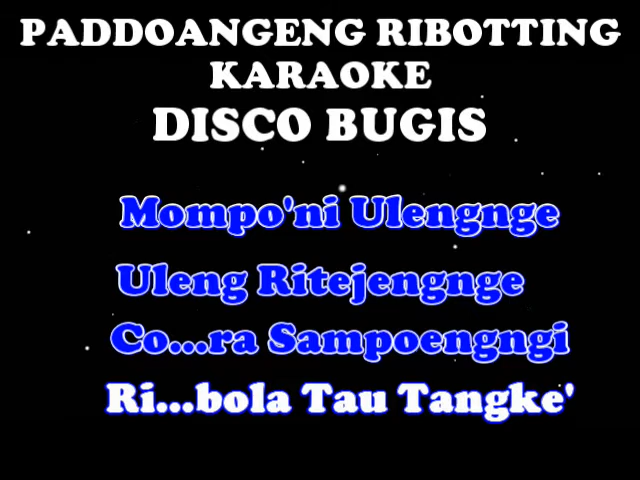 PADDOANGENG RIBOTTING
KARAOKE
DISCO BUGIS
Mompo'ni Ulengnge
Uleng Ritejengnge
Co...ra Sampoengngi
Ri...bola Tau Tangke'